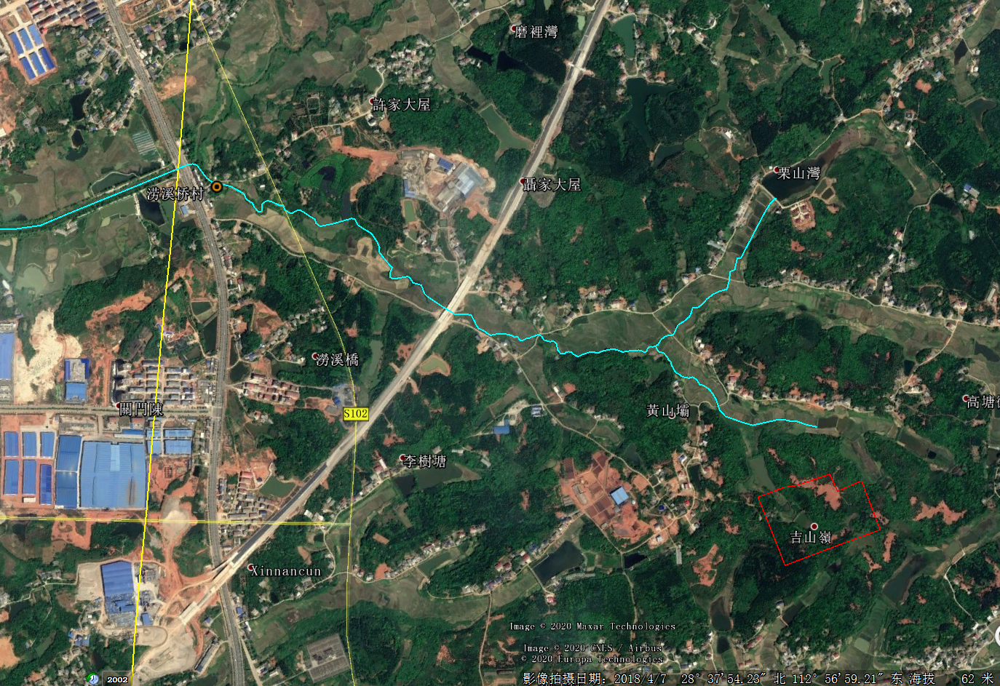 磨裡灣
許家大屋
栗山灣
聶家大屋
涝溪桥村
澇溪橋
關門陳
S102
黃山壩
高塘
李樹塘
吉山嶺
Xinnancun
Image © 2020 Maxar Technologies
Image © 2020 CNES / Airbus
© 2020 Europa Technologies
2002
影像拍摄日期: 2018/4/7 28° 37'54.23" 北 112° 56'59.21" 东 海拔 62 米